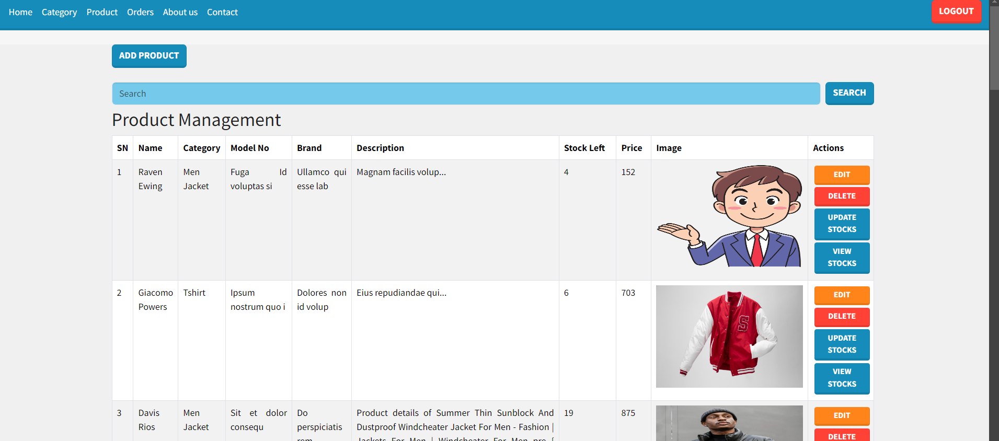 Home Category Product Orders About us Contact LOGOUT
ADD PRODUCT
Search SEARCH
Product Management
SN Name Category Model No Brand Description Stock Left Price Image Actions
1 Raven Men Fuga Id Ullamco qui Magnam facilis volup... 4 152 EDIT
Ewing Jacket voluptas si esse lab
DELETE
UPDATE
STOCKS
VIEW
STOCKS
2 Giacomo Tshirt Ipsum Dolores non Eius repudiandae qui... 6 703 EDIT
Powers nostrum quo i id volup
DELETE
S
UPDATE
STOCKS
VIEW
STOCKS
3 Davis Men Sit et dolor Do Product details of Summer Thin Sunblock And 19 875 EDIT
Rios Jacket consequ perspiciatis Dustproof Windcheater Jacket For Men - Fashion |
DELETE
rem Jackets For Men | Windcheater For Men pre